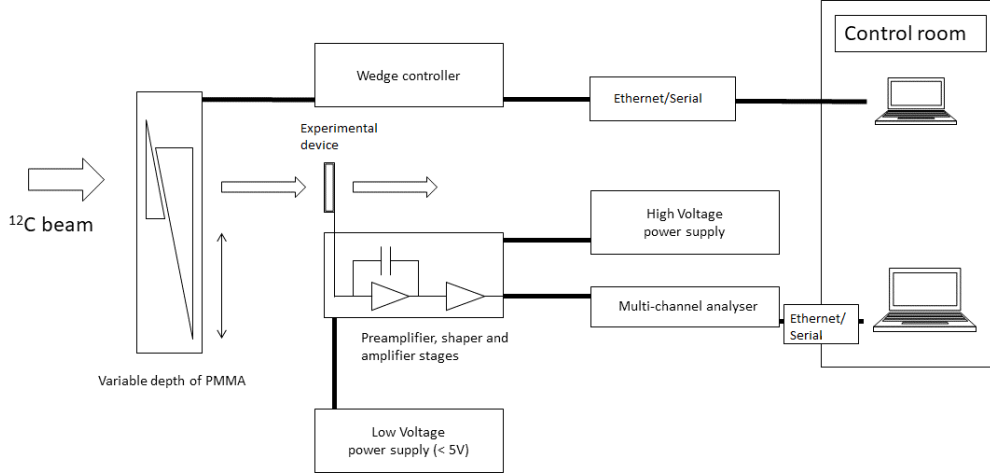 Control room
Wedge controller
Ethernet/Serial
Experimental
device
¹²C beam
High Voltage
power supply
Multi-channel analyser
Ethernet/
Serial
Preamplifier, shaper and
amplifier stages
Variable depth of PMMA
Low Voltage
power supply (< 5V)